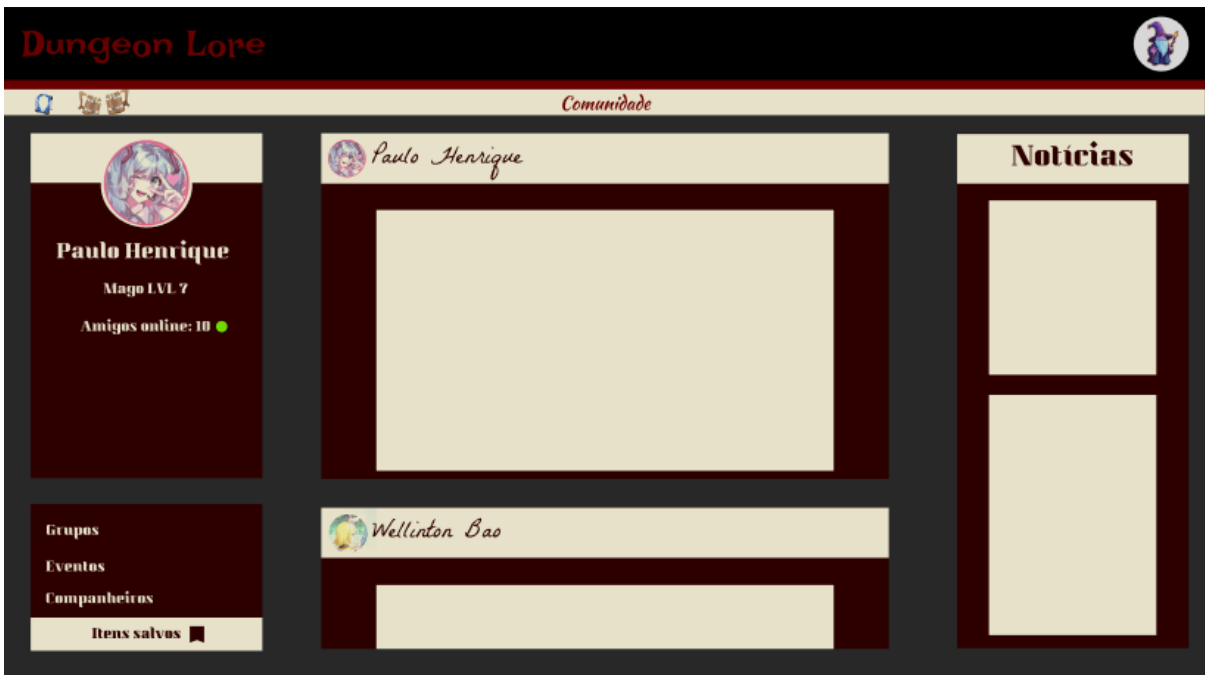 Dungeon Lore
Comunidade
Paulo Henrique
Mago LVL 7
Amigos online: 10
Grupos
Eventos
Companheiros
Itens salvos
Paulo Henrique
Wellinton Bao
Notícias